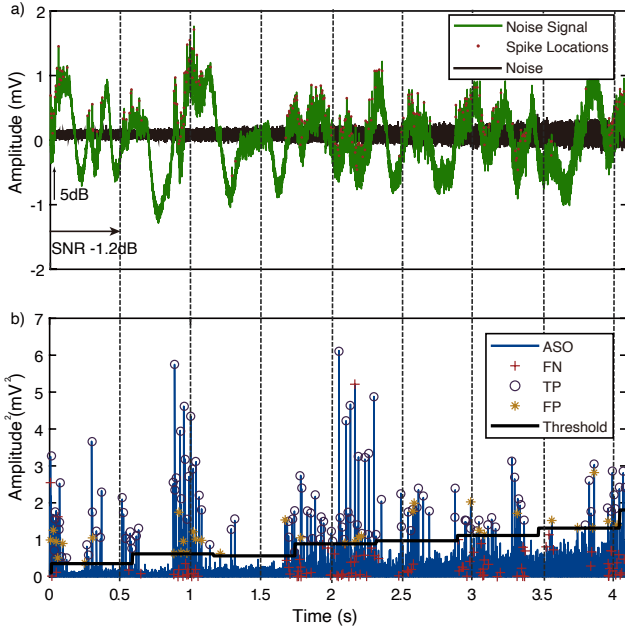 a)
2
1
0
-1
-2
Amplitude (mV)
Noise Signal
Spike Locations
Noise
5dB
SNR -1.2dB
b)
7
6
5
4
3
2
1
0
Amplitude²(mV²)
ASO
FN
TP
FP
Threshold
0 0.5 1 1.5 2 2.5 3 3.5 4
Time (s)